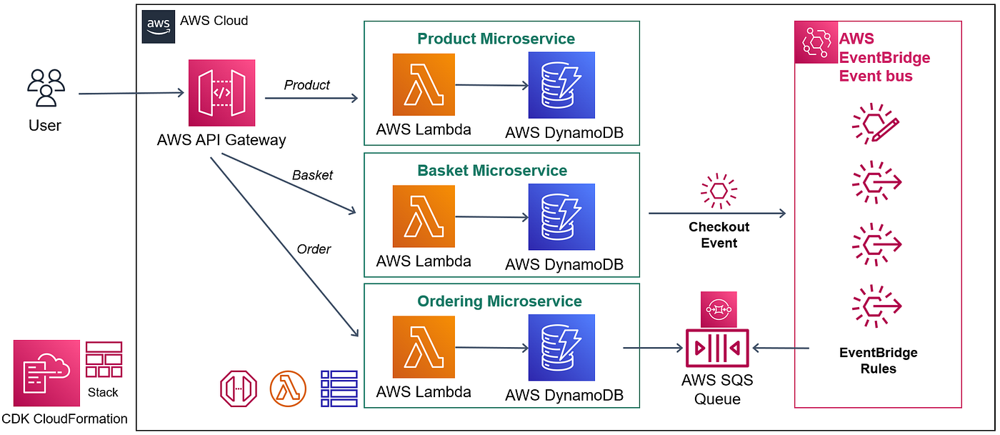 aws
AWS Cloud
User
AWS API Gateway
Product
Basket
Order
Product Microservice
AWS Lambda
AWS DynamoDB
Basket Microservice
AWS Lambda
AWS DynamoDB
Ordering Microservice
AWS Lambda
AWS DynamoDB
Checkout
Event
AWS SQS
Queue
AWS
EventBridge
Event bus
EventBridge
Rules
</>
Stack
CDK CloudFormation